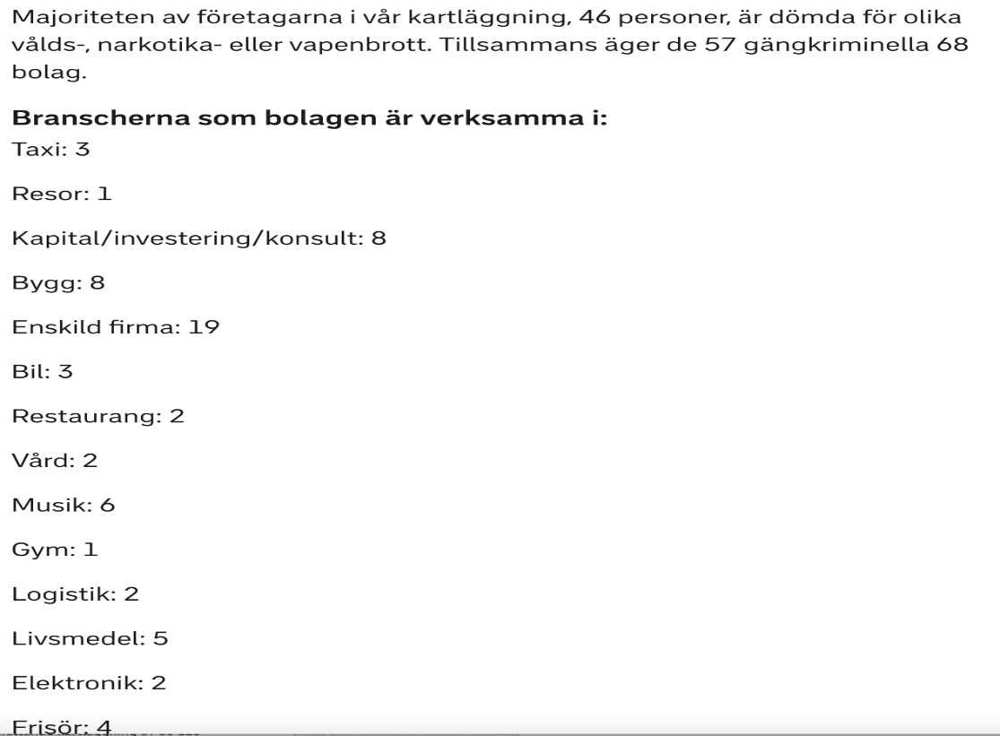 Majoriteten av företagarna i vår kartläggning, 46 personer, är dömda för olika
vålds-, narkotika- eller vapenbrott. Tillsammans äger de 57 gängkriminella 68
bolag.
Branscherna som bolagen är verksamma i:
Taxi: 3
Resor: 1
Kapital/investering/konsult: 8
Bygg: 8
Enskild firma: 19
Bil: 3
Restaurang: 2
Vård: 2
Musik: 6
Gym: 1
Logistik: 2
Livsmedel: 5
Elektronik: 2
Frisör: 4